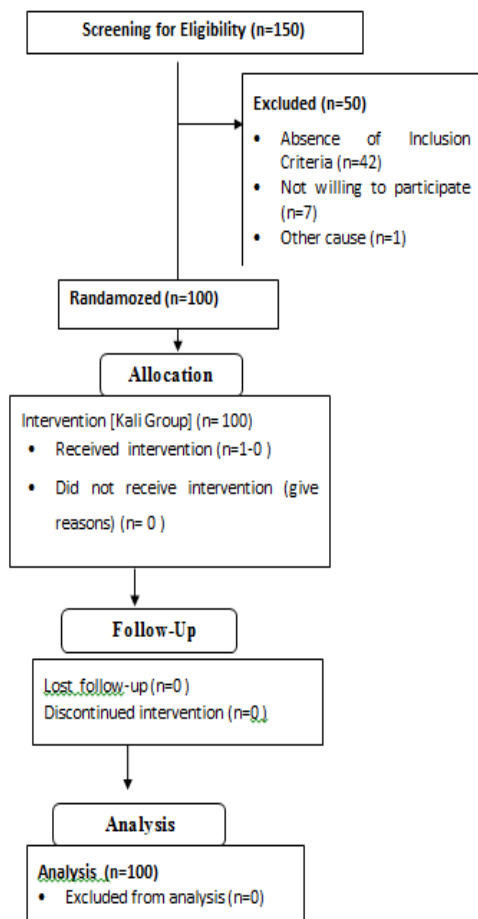 Screening for Eligibility (n=150)
Excluded (n=50)
• Absence of Inclusion
Criteria (n=42)
• Not willing to participate
(n=7)
• Other cause (n=1)
Randamozed (n=100)
Allocation
Intervention [Kali Group] (n= 100)
• Received intervention (n=1-0 )
• Did not receive intervention (give
reasons) (n= 0 )
Follow-Up
Lost follow-up (n=0 )
Discontinued intervention (n=0 )
Analysis
Analysis (n=100)
• Excluded from analysis (n=0)